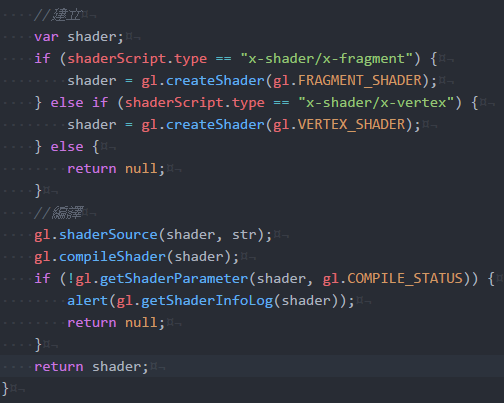 //建立
var shader;
if (shaderScript.type == "x-shader/x-fragment") {
shader = gl.createShader(gl.FRAGMENT_SHADER);
} else if (shaderScript.type == "x-shader/x-vertex") {
shader = gl.createShader(gl.VERTEX_SHADER);
} else {
return null;
}
//編譯
gl.shaderSource(shader, str);
gl.compileShader(shader);
if (!gl.getShaderParameter(shader, gl.COMPILE_STATUS)) {
alert(gl.getShaderInfoLog(shader));
return null;
}
return shader;
}